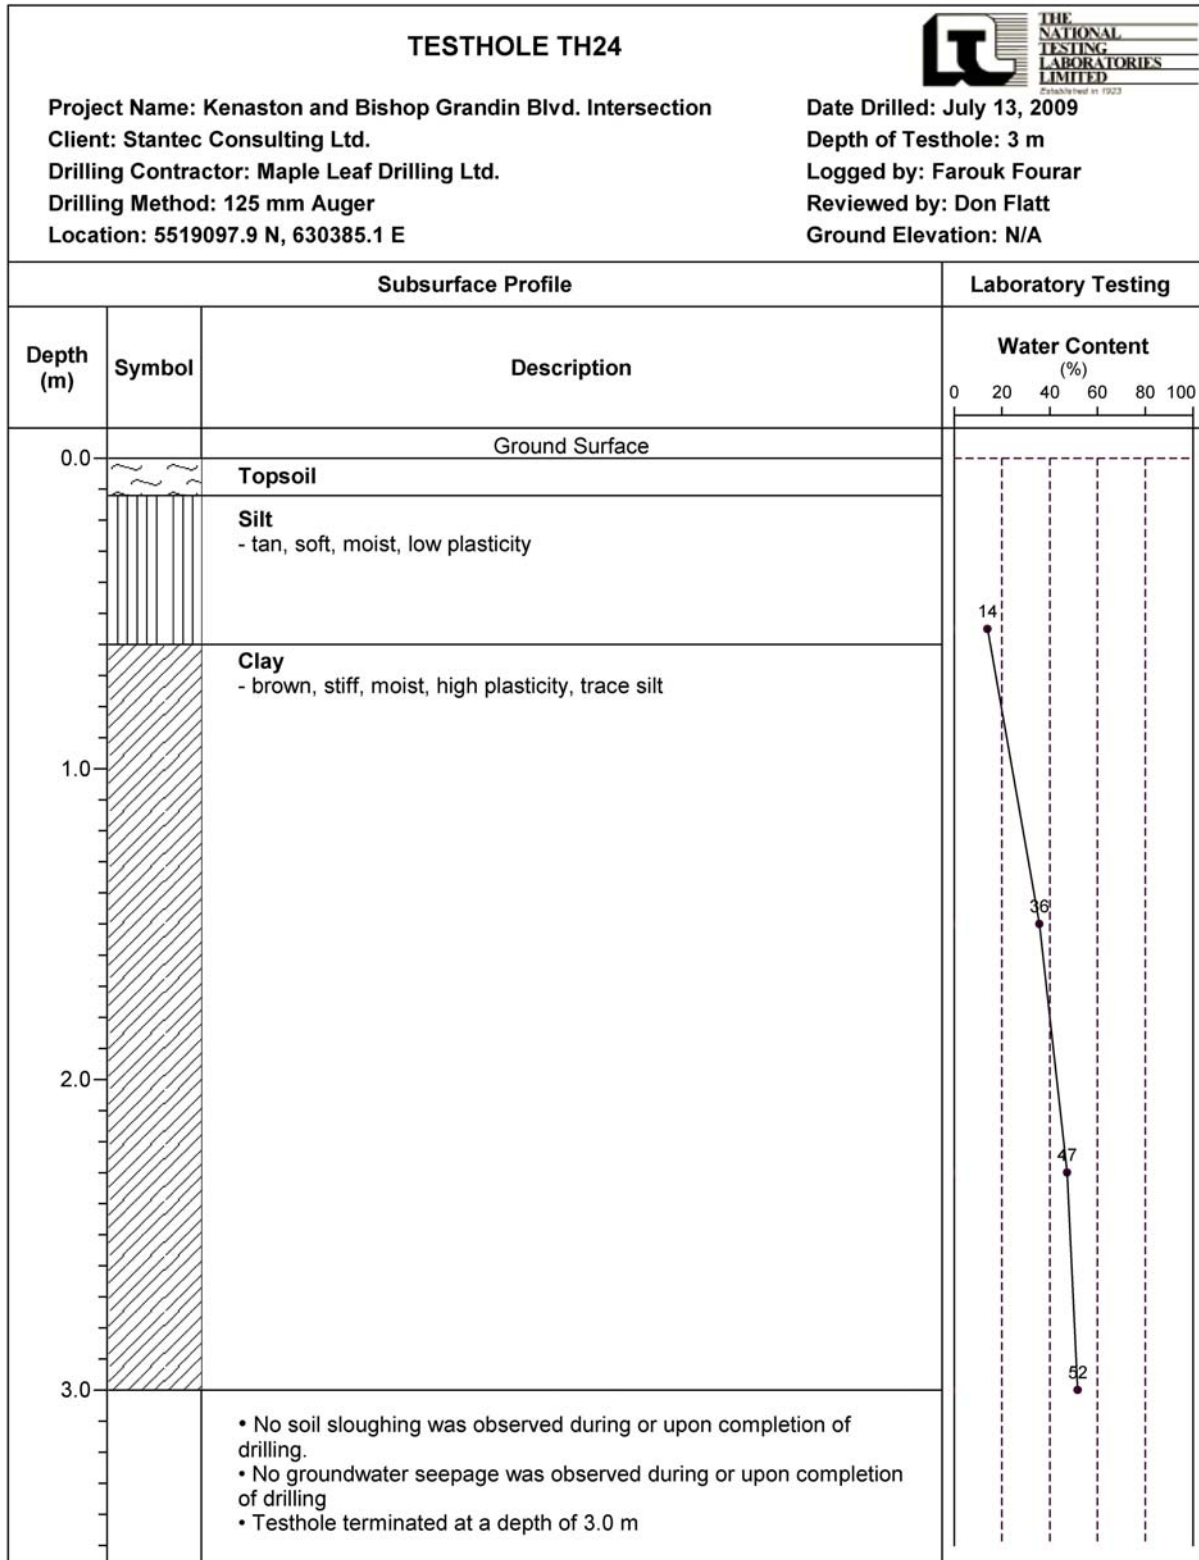 TESTHOLE TH24
THE
NATIONAL
TESTING
LABORATORIES
LIMITED
Established in 1923
Project Name: Kenaston and Bishop Grandin Blvd. Intersection
Client: Stantec Consulting Ltd.
Drilling Contractor: Maple Leaf Drilling Ltd.
Drilling Method: 125 mm Auger
Location: 5519097.9 N, 630385.1 E
Date Drilled: July 13, 2009
Depth of Testhole: 3 m
Logged by: Farouk Fourar
Reviewed by: Don Flatt
Ground Elevation: N/A
Subsurface Profile
Laboratory Testing
Depth
(m)
Symbol
Description
Water Content
(%)
0 20 40 60 80 100
Ground Surface
0.0
Topsoil
Silt
- tan, soft, moist, low plasticity
14
Clay
- brown, stiff, moist, high plasticity, trace silt
1.0
36
2.0
47
52
3.0
• No soil sloughing was observed during or upon completion of
drilling.
• No groundwater seepage was observed during or upon completion
of drilling
• Testhole terminated at a depth of 3.0 m